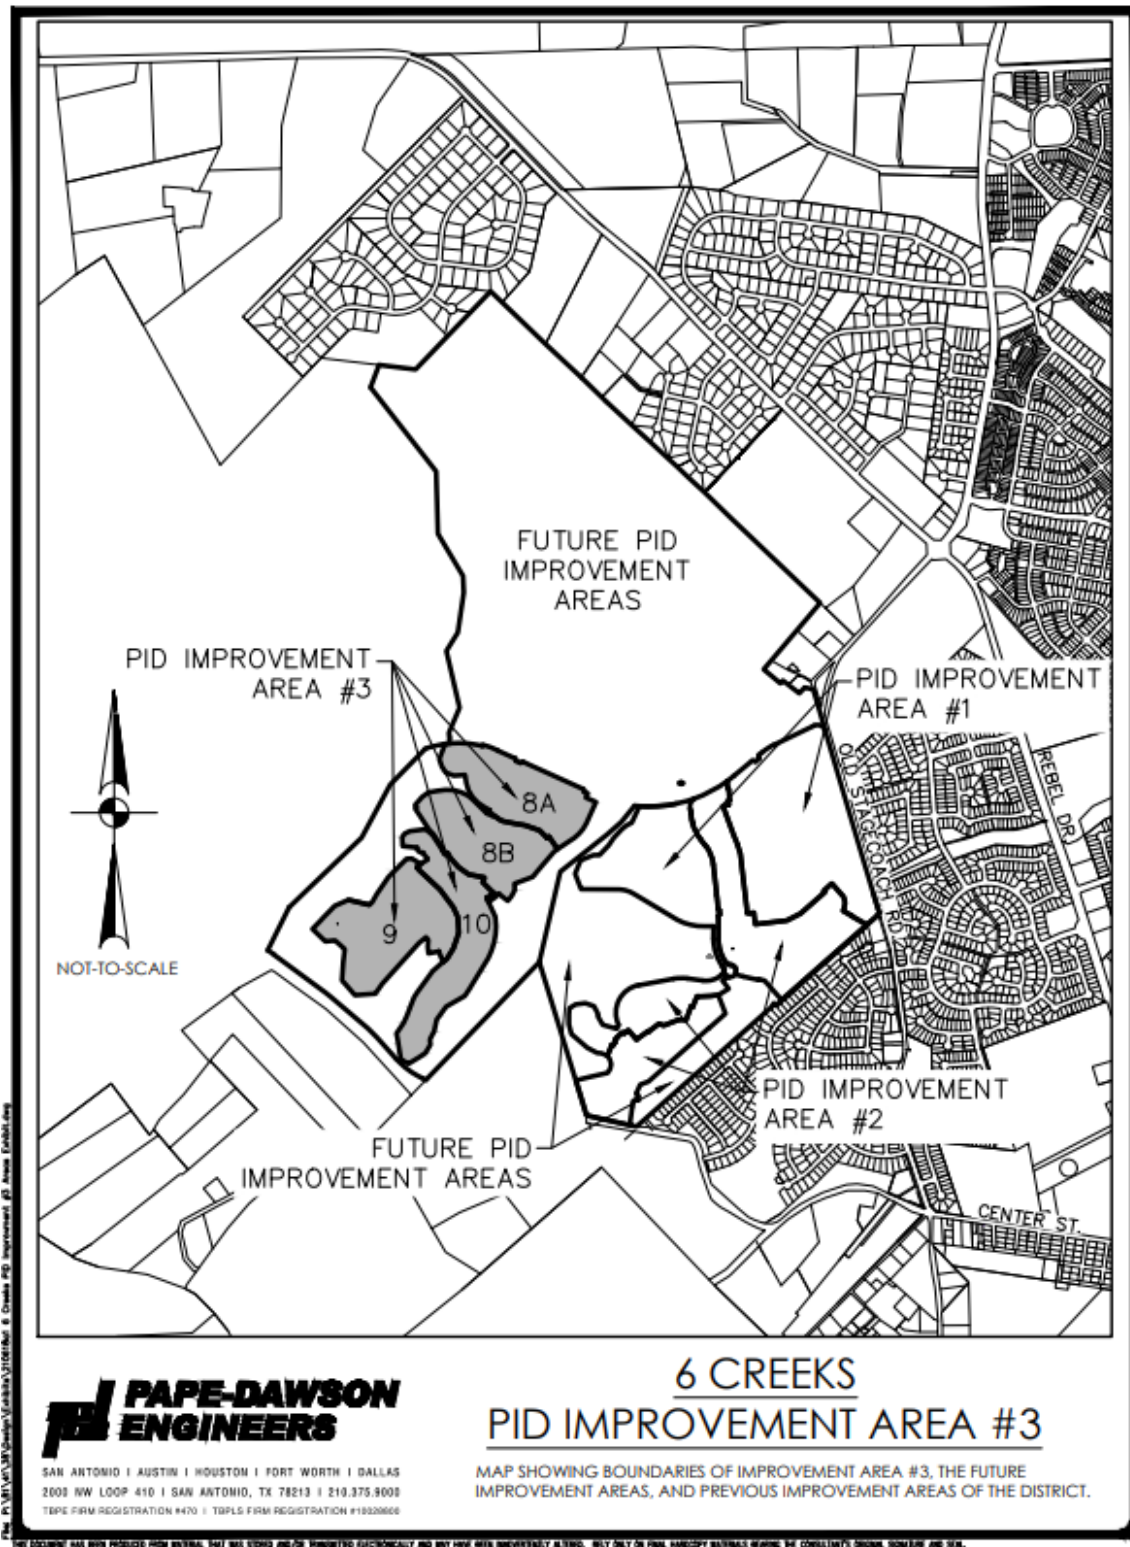 FUTURE PID
IMPROVEMENT
AREAS
PID IMPROVEMENT
AREA #3
PID IMPROVEMENT
AREA #1
OLD STAGECOACH RD
REBEL DR
8A
8B
9
10
NOT-TO-SCALE
PID IMPROVEMENT
AREA #2
FUTURE PID
IMPROVEMENT AREAS
CENTER ST.
PAPE-DAWSON
ENGINEERS
SAN ANTONIO I AUSTIN I HOUSTON I FORT WORTH I DALLAS
2000 NW LOOP 410 I SAN ANTONIO, TX 78213 I 210.375.9000
TBPE FIRM REGISTRATION #470 I TBPLS FIRM REGISTRATION #10028800
6 CREEKS
PID IMPROVEMENT AREA #3
MAP SHOWING BOUNDARIES OF IMPROVEMENT AREA #3, THE FUTURE
IMPROVEMENT AREAS, AND PREVIOUS IMPROVEMENT AREAS OF THE DISTRICT.